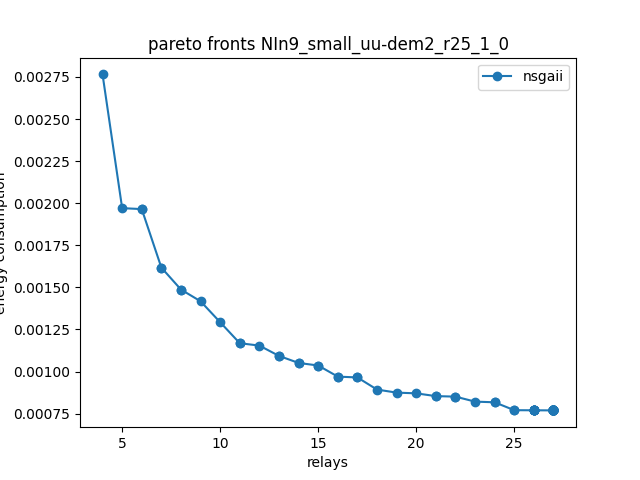 pareto fronts NIn9_small_uu-dem2_r25_1_0
nsgaii
0.00275
0.00250
0.00225
0.00200
0.00175
0.00150
0.00125
0.00100
0.00075
energy consumption
5 10 15 20 25
relays